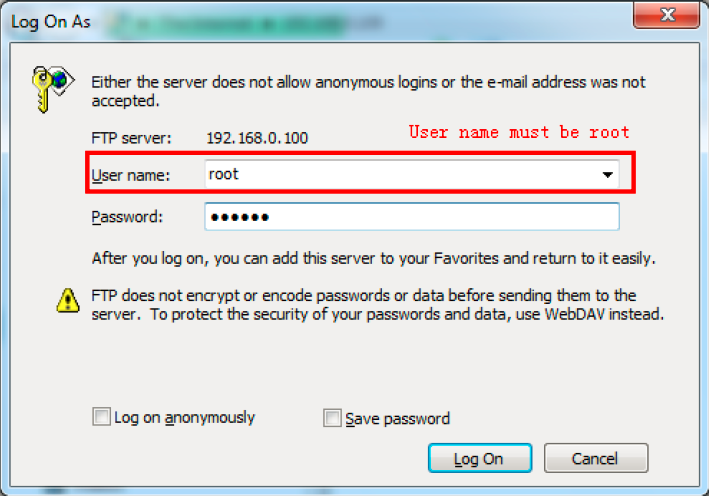 Log On As
Either the server does not allow anonymous logins or the e-mail address was not
accepted.
FTP server: 192.168.0.100
User name must be root
User name: root
Password: ●●●●●●
After you log on, you can add this server to your Favorites and return to it easily.
FTP does not encrypt or encode passwords or data before sending them to the
server. To protect the security of your passwords and data, use WebDAV instead.
Log on anonymously
Save password
Log On
Cancel